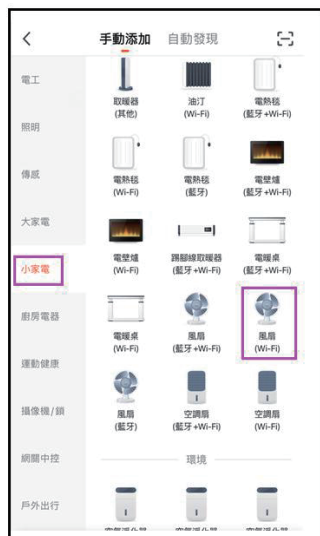 手動添加 自動發現
電工
照明
傳感
大家電
小家電
廚房電器
運動健康
攝像機/鎖
網關中控
戶外出行
取暖器 油汀 電熱毯
(其他) (Wi-Fi) (藍牙+Wi-Fi)
電熱毯 電熱毯 電壁爐
(Wi-Fi) (藍牙) (藍牙+Wi-Fi)
電壁爐 踢腳線取暖器 電暖桌
(Wi-Fi) (藍牙+Wi-Fi) (藍牙+Wi-Fi)
電暖桌 風扇 風扇
(Wi-Fi) (藍牙+Wi-Fi) (Wi-Fi)
風扇 空調扇 空調扇
(藍牙) (藍牙+Wi-Fi) (Wi-Fi)
環境